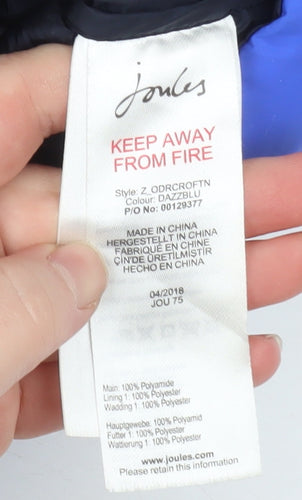 Joules
KEEP AWAY
FROM FIRE
Style: Z_ODRCROFTN
Colour: DAZZBLU
P/O No: 00129377
MADE IN CHINA
HERGESTELLT IN CHINA
FABRIQUÉ EN CHINE
ÇIN'DE ÜRETİLMİSTİR
HECHO EN CHINA
04/2018
JOU 75
Main: 100% Polyamide
Lining 1: 100% Polyester
Wadding 1: 100% Polyester
Hauptgewebe: 100% Polyamid
Futter 1: 100% Polyester
Wattierung 1: 100% Polyester
www.joules.com
Please retain this information